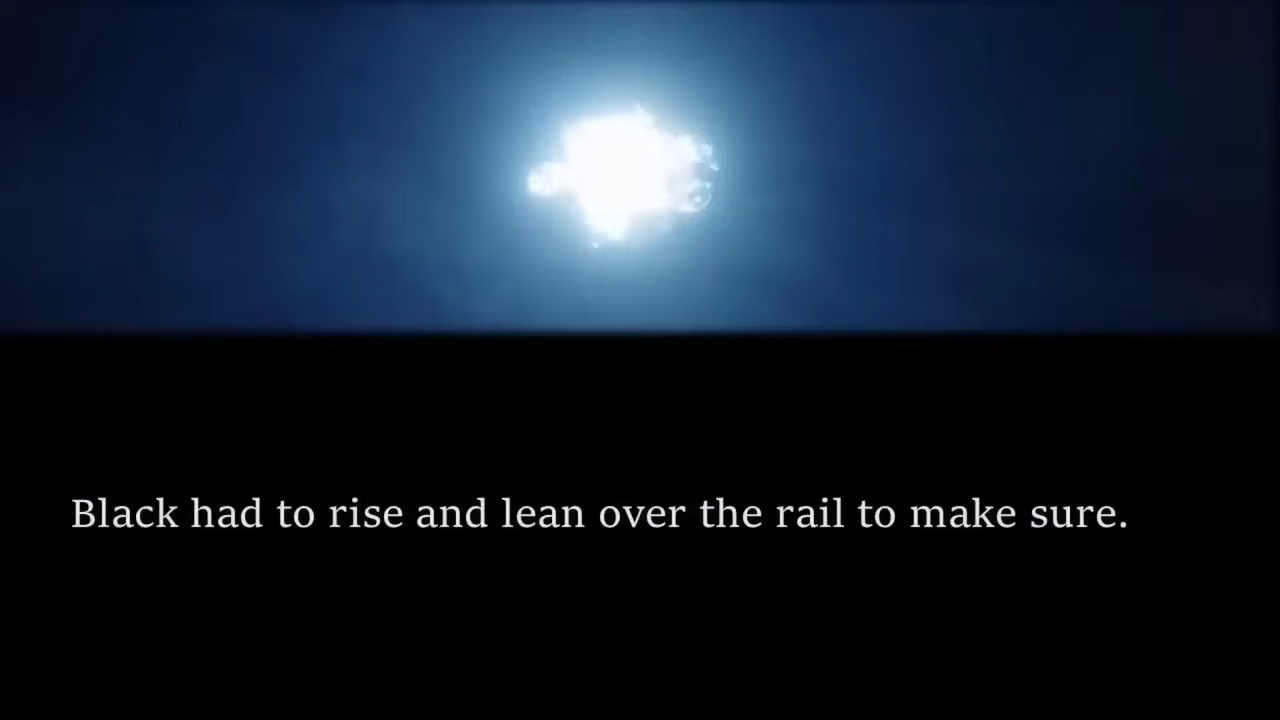 Black had to rise and lean over the rail to make sure.